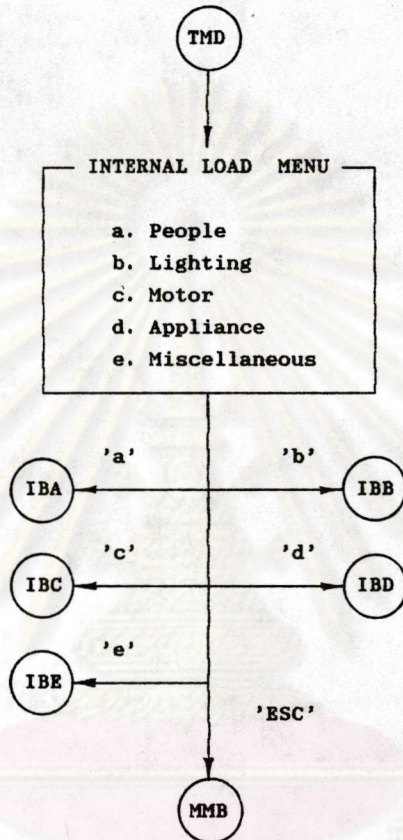 TMD
INTERNAL LOAD MENU
a. People
b. Lighting
c. Motor
d. Appliance
e. Miscellaneous
'a' 'b'
IBA IBB
'c' 'd'
IBC IBD
'e'
IBE
'ESC'
MMB